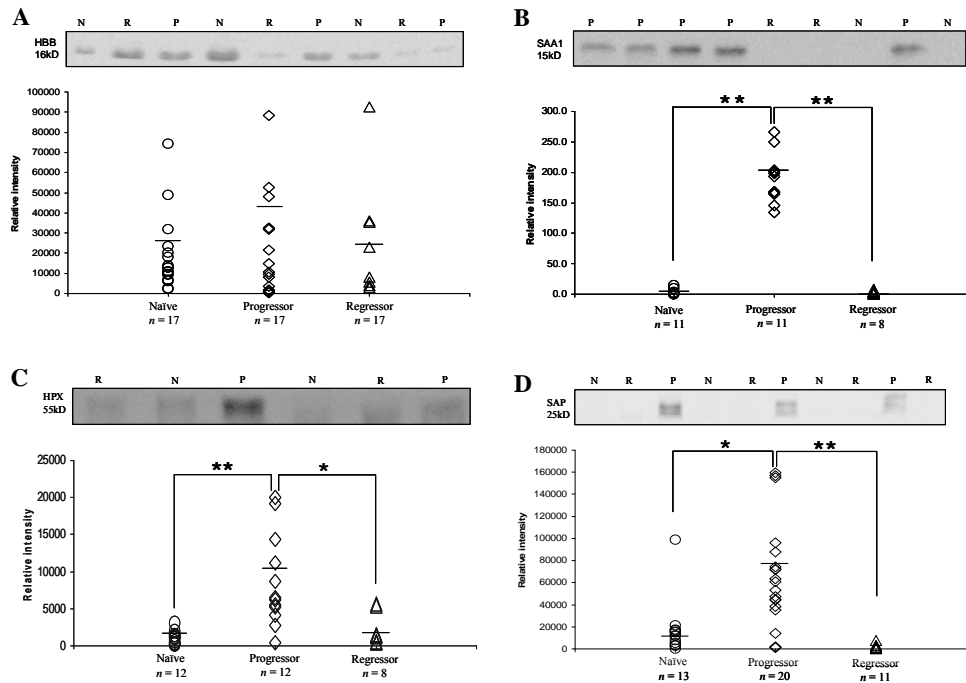 A
N R P N R P N R P
HBB
16kD
100000
90000
80000
70000
60000
50000
40000
30000
20000
10000
0
Relative intensity
Naïve Progressor Regressor
n = 17 n = 17 n = 17
B
P P P P R R N P N
SAA1
15kD
** **
300.0
250.0
200.0
150.0
100.0
50.0
0.0
Relative intensity
Naïve Progressor Regressor
n = 11 n = 11 n = 8
C
R N P N R P
HPX
55kD
** *
25000
20000
15000
10000
5000
0
Relative intensity
Naïve Progressor Regressor
n = 12 n = 12 n = 8
D
N R P N R P N R P R
SAP
25kD
* **
180000
160000
140000
120000
100000
80000
60000
40000
20000
0
Relative intensity
Naïve Progressor Regressor
n = 13 n = 20 n = 11